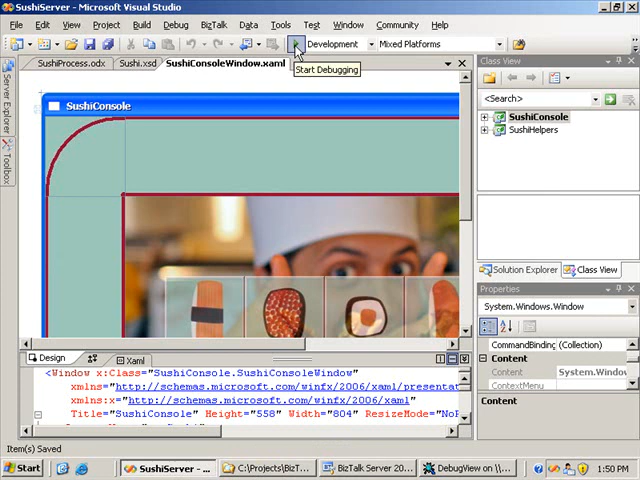 SushiServer - Microsoft Visual Studio
File Edit View Project Build Debug BizTalk Data Tools Test Window Community Help
Development Mixed Platforms
Start Debugging
SushiProcess.odx Sushi.xsd SushiConsoleWindow.xaml
Server Explorer
Toolbox
SushiConsole
Class View
<Search>
SushiConsole
SushiHelpers
Solution Explorer Class View
Properties
System.Windows.Window
CommandBinding (Collection)
Content
Content System.Window
ContextMenu
Content
Design Xaml
<Window x:Class="SushiConsole.SushiConsoleWindow"
xmlns="http://schemas.microsoft.com/winfx/2006/xaml/presentat
xmlns:x="http://schemas.microsoft.com/winfx/2006/xaml"
Title="SushiConsole" Height="558" Width="804" ResizeMode="NoR
Item(s) Saved
Start SushiServer - ... C:\Projects\BizT... BizTalk Server 20... DebugView on \\... 1:50 PM